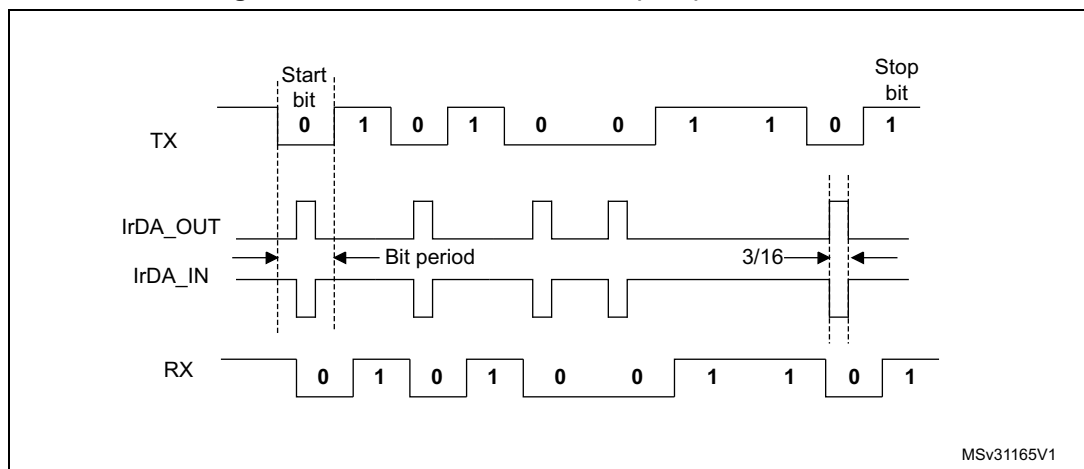 Start
bit
Stop
bit
TX
0 1 0 1 0 0 1 1 0 1
IrDA_OUT
Bit period
3/16
IrDA_IN
RX
0 1 0 1 0 0 1 1 0 1
MSv31165V1